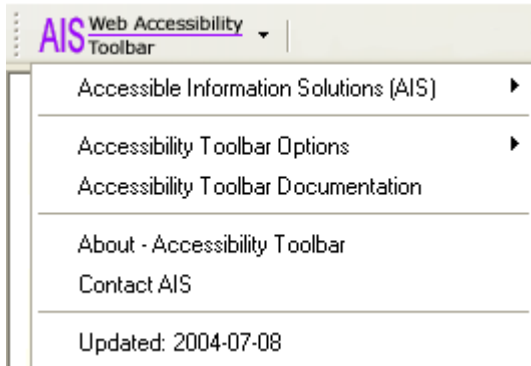 AIS Web Accessibility
Toolbar
Accessible Information Solutions (AIS)
Accessibility Toolbar Options
Accessibility Toolbar Documentation
About - Accessibility Toolbar
Contact AIS
Updated: 2004-07-08